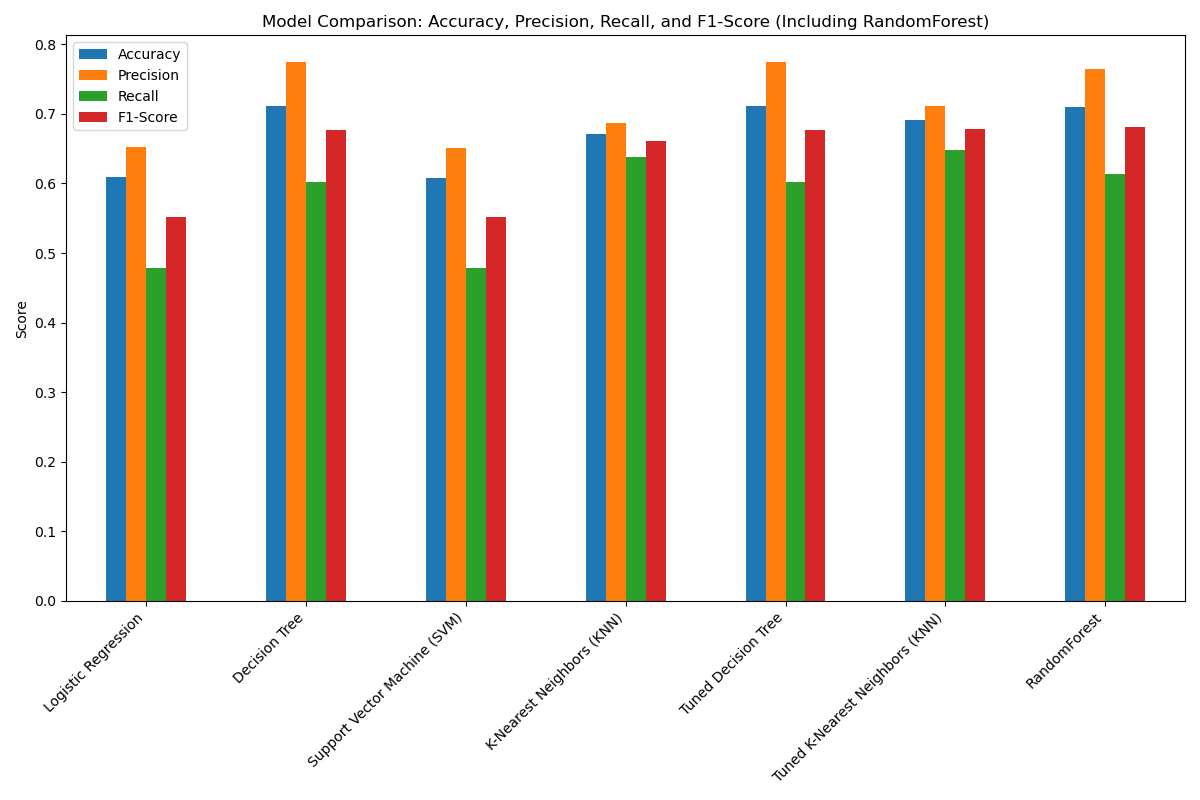 Model Comparison: Accuracy, Precision, Recall, and F1-Score (Including RandomForest)
Accuracy
Precision
Recall
F1-Score
Score
0.8
0.7
0.6
0.5
0.4
0.3
0.2
0.1
0.0
Logistic Regression
Decision Tree
Support Vector Machine (SVM)
K-Nearest Neighbors (KNN)
Tuned Decision Tree
Tuned K-Nearest Neighbors (KNN)
RandomForest